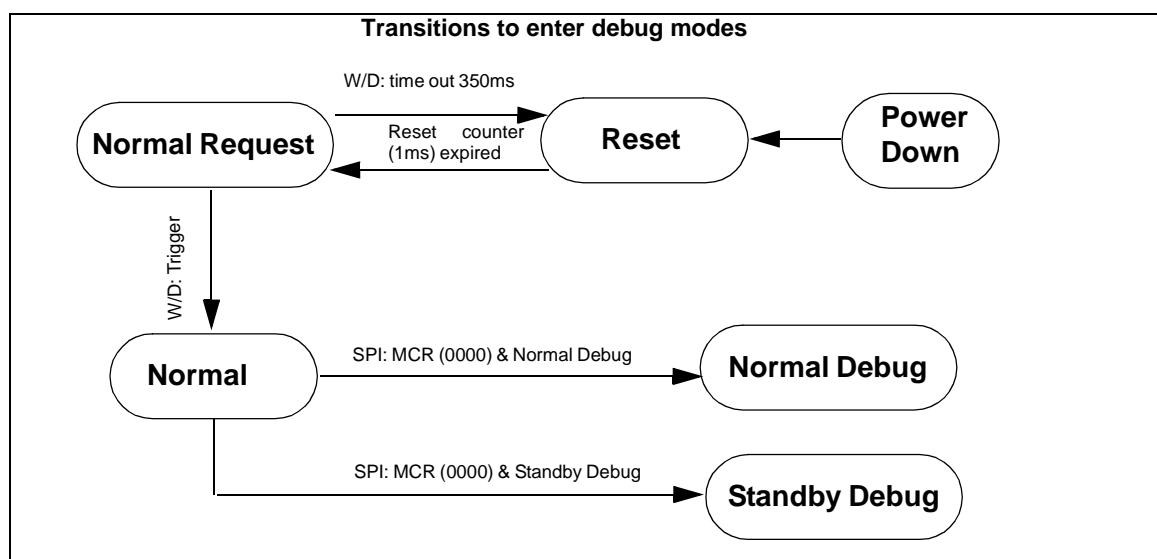 Transitions to enter debug modes
W/D: time out 350ms
Normal Request
Reset counter
(1ms) expired
Reset
Power
Down
W/D: Trigger
Normal
SPI: MCR (0000) & Normal Debug
Normal Debug
SPI: MCR (0000) & Standby Debug
Standby Debug